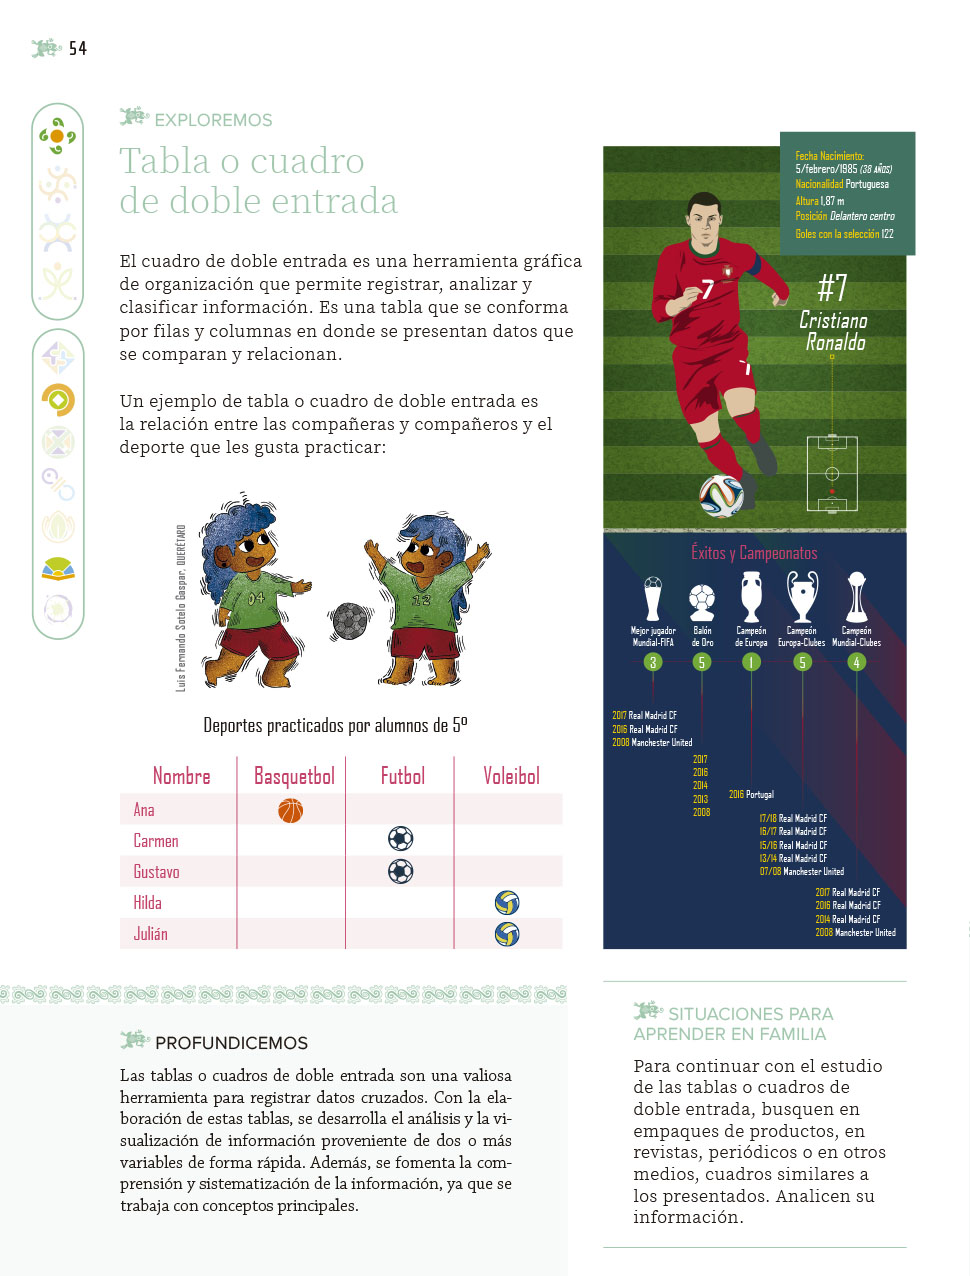 54
EXPLOREMOS
Tabla o cuadro
de doble entrada
El cuadro de doble entrada es una herramienta gráfica
de organización que permite registrar, analizar y
clasificar información. Es una tabla que se conforma
por filas y columnas en donde se presentan datos que
se comparan y relacionan.
Un ejemplo de tabla o cuadro de doble entrada es
la relación entre las compañeras y compañeros y el
deporte que les gusta practicar:
Luis Fernando Sotelo Gaspar, QUERÉTARO
04
12
Deportes practicados por alumnos de 5º
Nombre Basquetbol Futbol Voleibol
Ana
Carmen
Gustavo
Hilda
Julián
Fecha Nacimiento:
5/febrero/1985 (38 AÑOS)
Nacionalidad Portuguesa
Altura 1,87 m
Posición Delantero centro
Goles con la selección 122
7
#7
Cristiano
Ronaldo
Éxitos y Campeonatos
Mejor jugador
Mundial-FIFA
3
Balón
de Oro
5
Campeón
de Europa
1
Campeón
Europa-Clubes
5
Campeón
Mundial-Clubes
4
2017 Real Madrid CF
2016 Real Madrid CF
2008 Manchester United
2017
2016
2014
2013
2008
2016 Portugal
17/18 Real Madrid CF
16/17 Real Madrid CF
15/16 Real Madrid CF
13/14 Real Madrid CF
07/08 Manchester United
2017 Real Madrid CF
2016 Real Madrid CF
2014 Real Madrid CF
2008 Manchester United
PROFUNDICEMOS
Las tablas o cuadros de doble entrada son una valiosa
herramienta para registrar datos cruzados. Con la ela-
boración de estas tablas, se desarrolla el análisis y la vi-
sualización de información proveniente de dos o más
variables de forma rápida. Además, se fomenta la com-
prensión y sistematización de la información, ya que se
trabaja con conceptos principales.
SITUACIONES PARA
APRENDER EN FAMILIA
Para continuar con el estudio
de las tablas o cuadros de
doble entrada, busquen en
empaques de productos, en
revistas, periódicos o en otros
medios, cuadros similares a
los presentados. Analicen su
información.